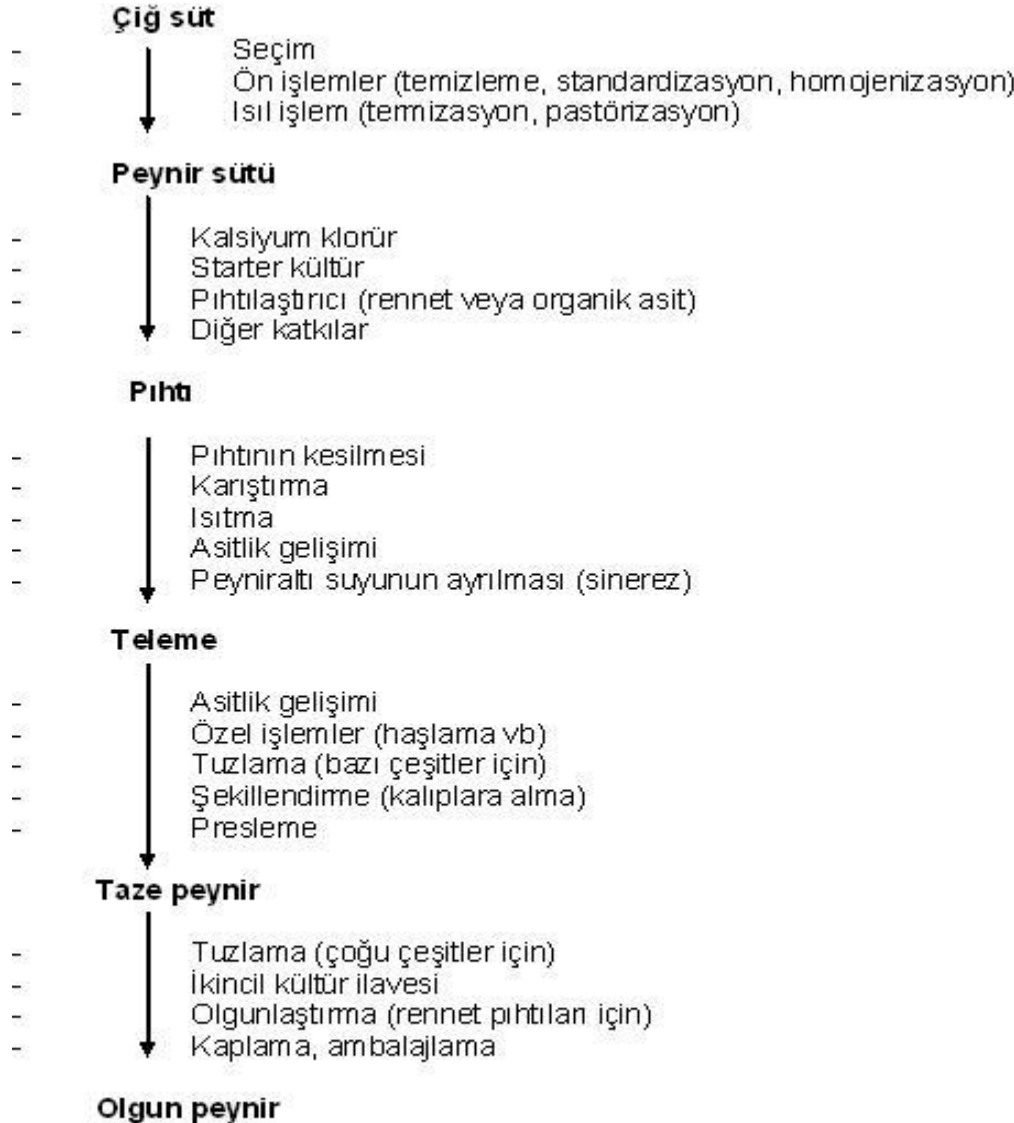 Çiğ süt
- Seçim
- Ön işlemler (temizleme, standardizasyon, homojenizasyon)
- Isıl işlem (termizasyon, pastörizasyon)
Peynir sütü
- Kalsiyum klorür
- Starter kültür
- Pıhtılaştırıcı (rennet veya organik asit)
- Diğer katkılar
Pıhtı
- Pıhtının kesilmesi
- Karıştırma
- Isıtma
- Asitlik gelişimi
- Peyniraltı suyunun ayrılması (sinerez)
Teleme
- Asitlik gelişimi
- Özel işlemler (haşlama vb)
- Tuzlama (bazı çeşitler için)
- Şekillendirme (kalıplara alma)
- Presleme
Taze peynir
- Tuzlama (çoğu çeşitler için)
- İkincil kültür ilavesi
- Olgunlaştırma (rennet pıhtıları için)
- Kaplama, ambalajlama
Olgun peynir